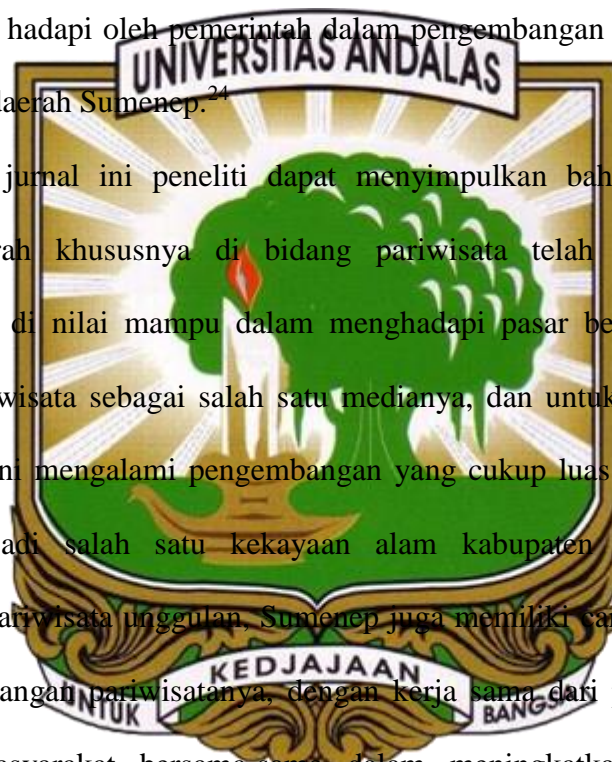 hadapi oleh pemerintah dalam pengembangan
UNIVERSITAS ANDALAS
daerah Sumenep.24
jurnal ini peneliti dapat menyimpulkan bah
rah khususnya di bidang pariwisata telah
di nilai mampu dalam menghadapi pasar be
wisata sebagai salah satu medianya, dan untuk
ni mengalami pengembangan yang cukup luas
adi salah satu kekayaan alam kabupaten
pariwisata unggulan, Sumenep juga memiliki car
UNTUK KEDJAJAAN BANGSA
angan pariwisatanya, dengan kerja sama dari
asyarakat bersama-sama dalam meningkatka